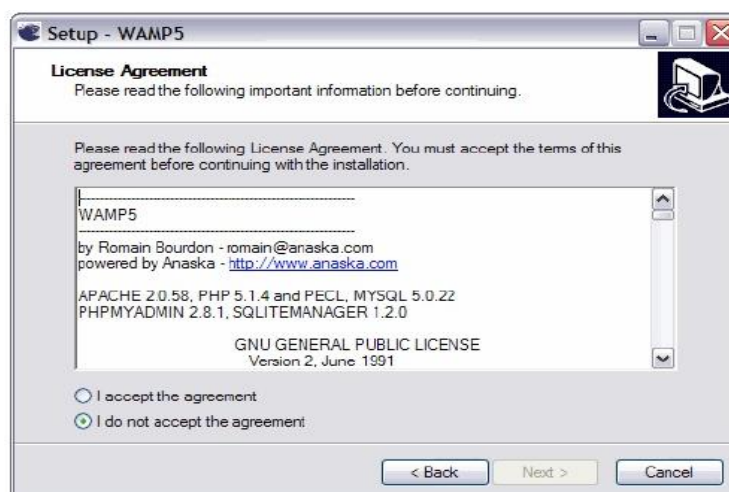 Setup - WAMP5
License Agreement
Please read the following important information before continuing.
Please read the following License Agreement. You must accept the terms of this
agreement before continuing with the installation.
------------------------------------------------------------
WAMP5
------------------------------------------------------------
by Romain Bourdon - romain@anaska.com
powered by Anaska - http://www.anaska.com
APACHE 2.0.58, PHP 5.1.4 and PECL, MYSQL 5.0.22
PHPMYADMIN 2.8.1, SQLITEMANAGER 1.2.0
GNU GENERAL PUBLIC LICENSE
Version 2, June 1991
I accept the agreement
I do not accept the agreement
< Back Next > Cancel